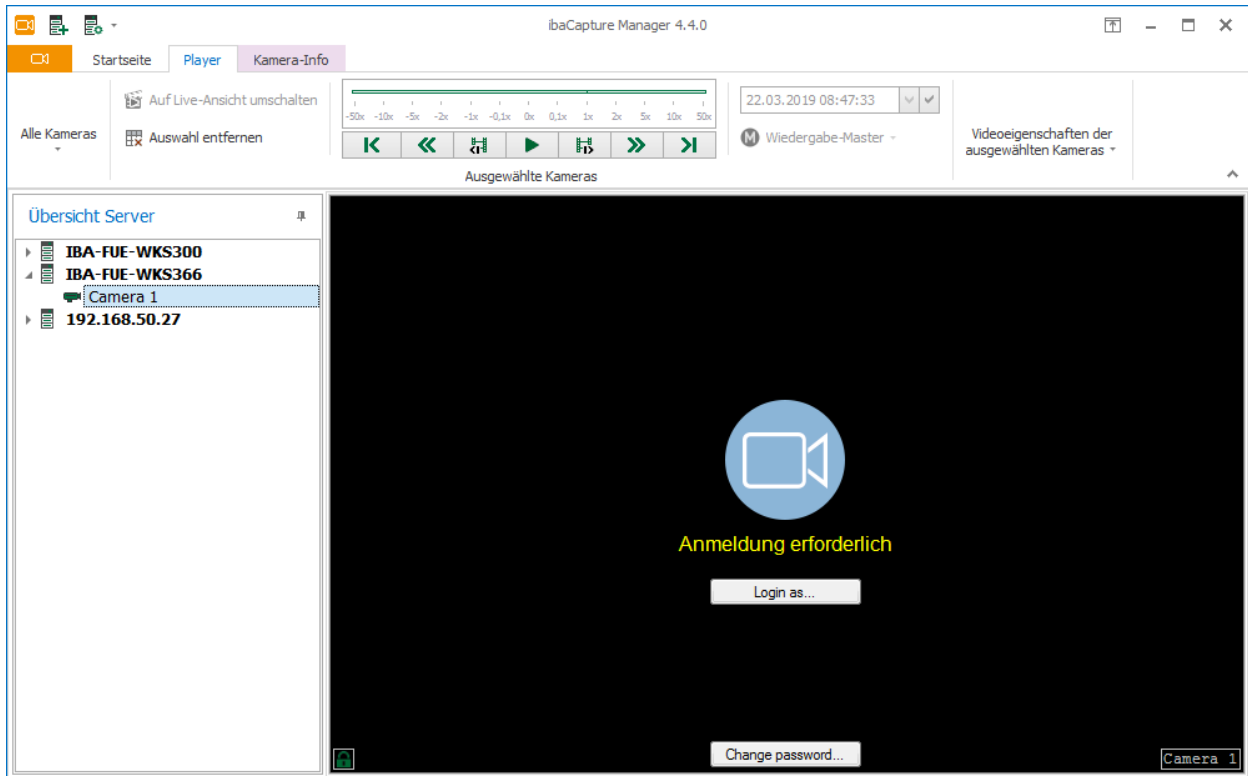 ibaCapture Manager 4.4.0
Startseite
Player
Kamera-Info
Alle Kameras
Auf Live-Ansicht umschalten
Auswahl entfernen
-50x -10x -5x -2x -1x -0,1x 0x 0,1x 1x 2x 5x 10x 50x
Ausgewählte Kameras
22.03.2019 08:47:33
M Wiedergabe-Master
Videoeigenschaften der
ausgewählten Kameras
Übersicht Server
IBA-FUE-WKS300
IBA-FUE-WKS366
Camera 1
192.168.50.27
Anmeldung erforderlich
Login as...
Change password...
Camera 1